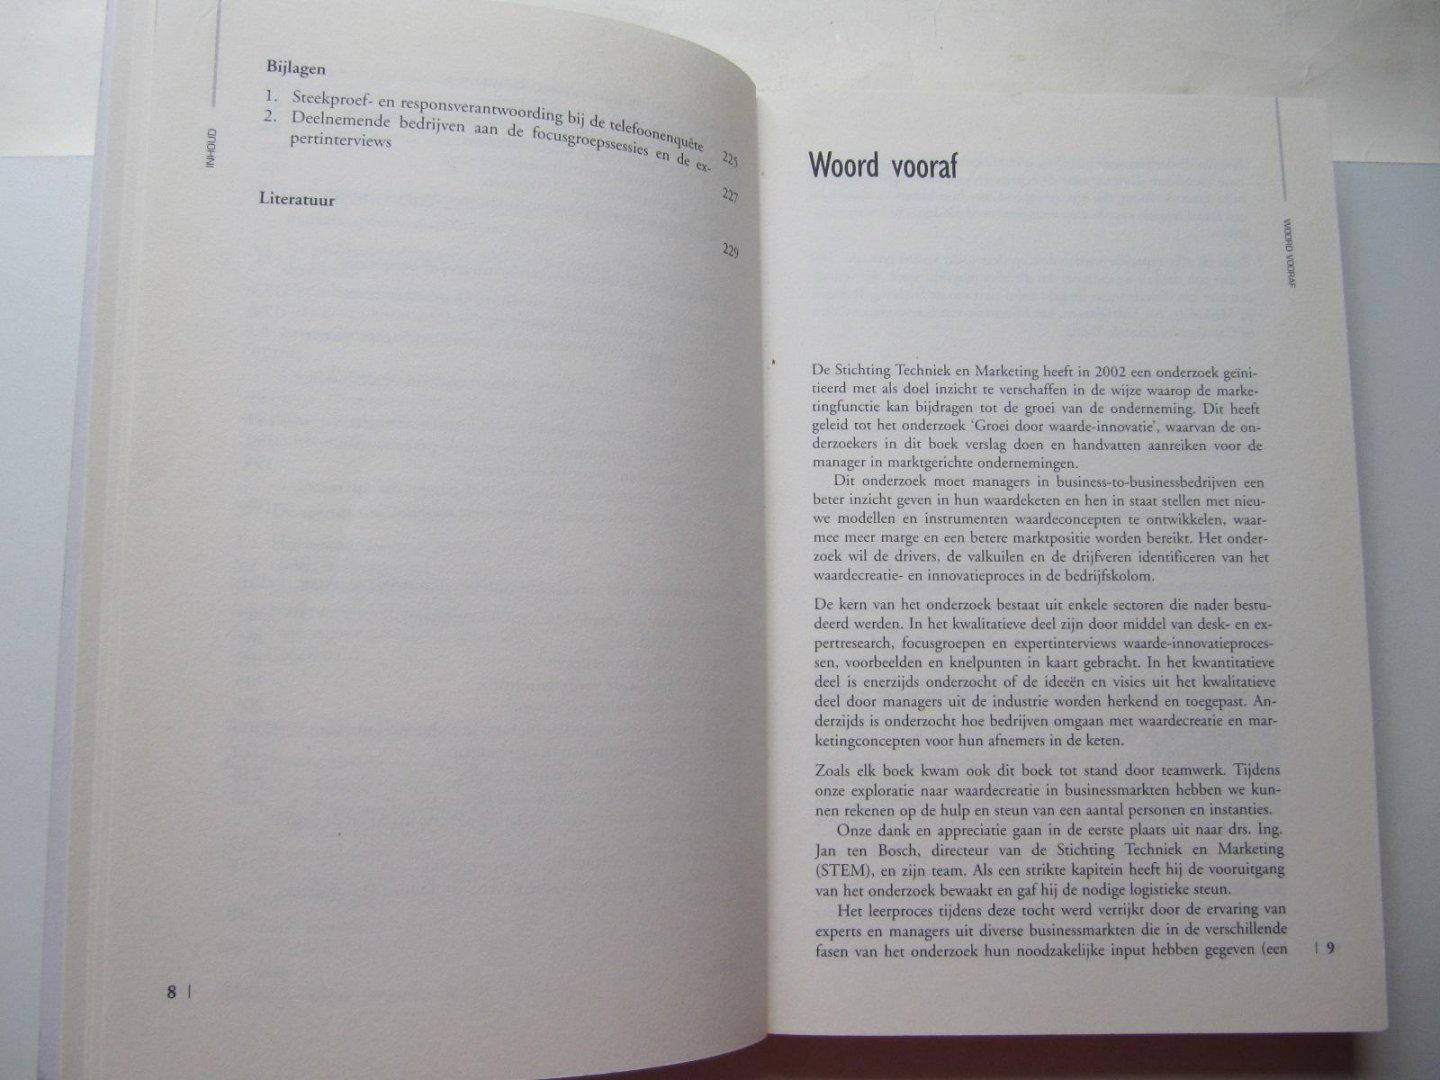 INHOUD
Bijlagen
1. Steekproef- en responsverantwoording bij de telefoonenquête 225
2. Deelnemende bedrijven aan de focusgroepssessies en de ex-
pertinterviews 227
Literatuur 229
8 |
WOORD VOORAF
Woord vooraf
De Stichting Techniek en Marketing heeft in 2002 een onderzoek geïni-
tieerd met als doel inzicht te verschaffen in de wijze waarop de marke-
tingfunctie kan bijdragen tot de groei van de onderneming. Dit heeft
geleid tot het onderzoek ‘Groei door waarde-innovatie’, waarvan de on-
derzoekers in dit boek verslag doen en handvatten aanreiken voor de
manager in marktgerichte ondernemingen.
Dit onderzoek moet managers in business-to-businessbedrijven een
beter inzicht geven in hun waardeketen en hen in staat stellen met nieu-
we modellen en instrumenten waardeconcepten te ontwikkelen, waar-
mee meer marge en een betere marktpositie worden bereikt. Het onder-
zoek wil de drivers, de valkuilen en de drijfveren identificeren van het
waardecreatie- en innovatieproces in de bedrijfskolom.
De kern van het onderzoek bestaat uit enkele sectoren die nader bestu-
deerd werden. In het kwalitatieve deel zijn door middel van desk- en ex-
pertresearch, focusgroepen en expertinterviews waarde-innovatieproces-
sen, voorbeelden en knelpunten in kaart gebracht. In het kwantitatieve
deel is enerzijds onderzocht of de ideeën en visies uit het kwalitatieve
deel door managers uit de industrie worden herkend en toegepast. An-
derzijds is onderzocht hoe bedrijven omgaan met waardecreatie en mar-
ketingconcepten voor hun afnemers in de keten.
Zoals elk boek kwam ook dit boek tot stand door teamwerk. Tijdens
onze exploratie naar waardecreatie in businessmarkten hebben we kun-
nen rekenen op de hulp en steun van een aantal personen en instanties.
Onze dank en appreciatie gaan in de eerste plaats uit naar drs. Ing.
Jan ten Bosch, directeur van de Stichting Techniek en Marketing
(STEM), en zijn team. Als een strikte kapitein heeft hij de vooruitgang
van het onderzoek bewaakt en gaf hij de nodige logistieke steun.
Het leerproces tijdens deze tocht werd verrijkt door de ervaring van
experts en managers uit diverse businessmarkten die in de verschillende
fasen van het onderzoek hun noodzakelijke input hebben gegeven (een
| 9